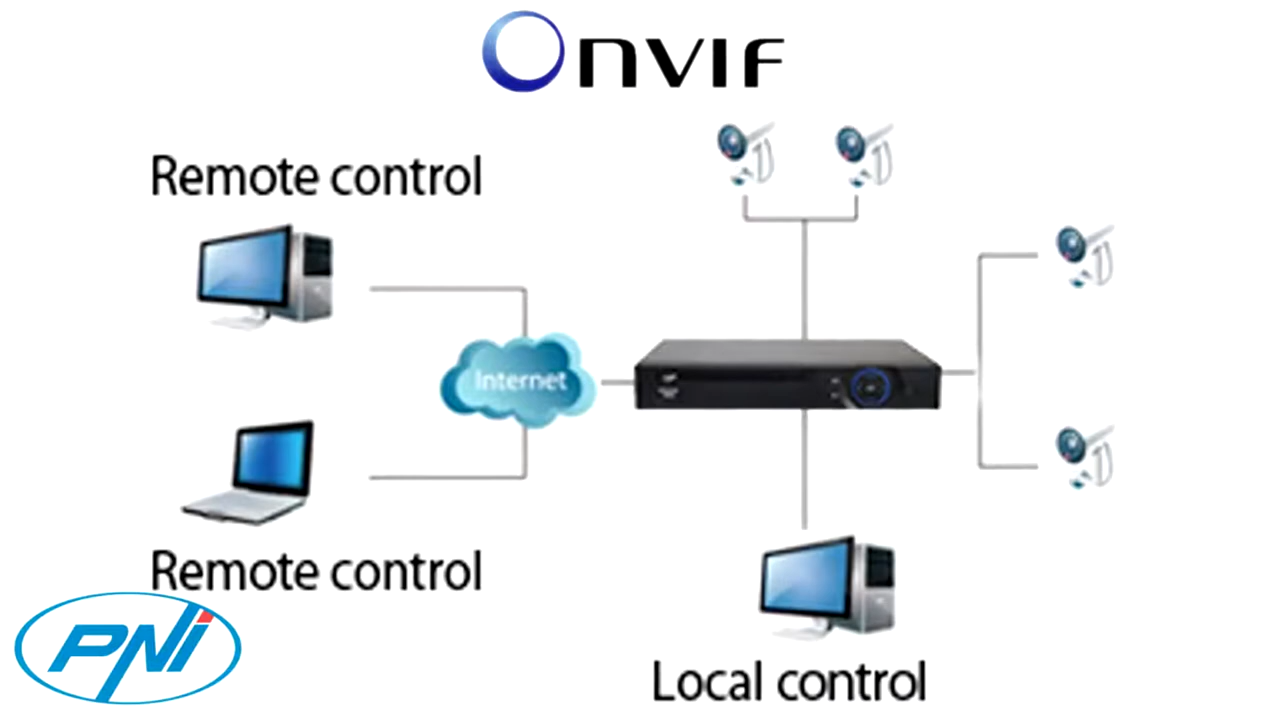 ONVIF
Remote control
Internet
Remote control
PNI
Local control